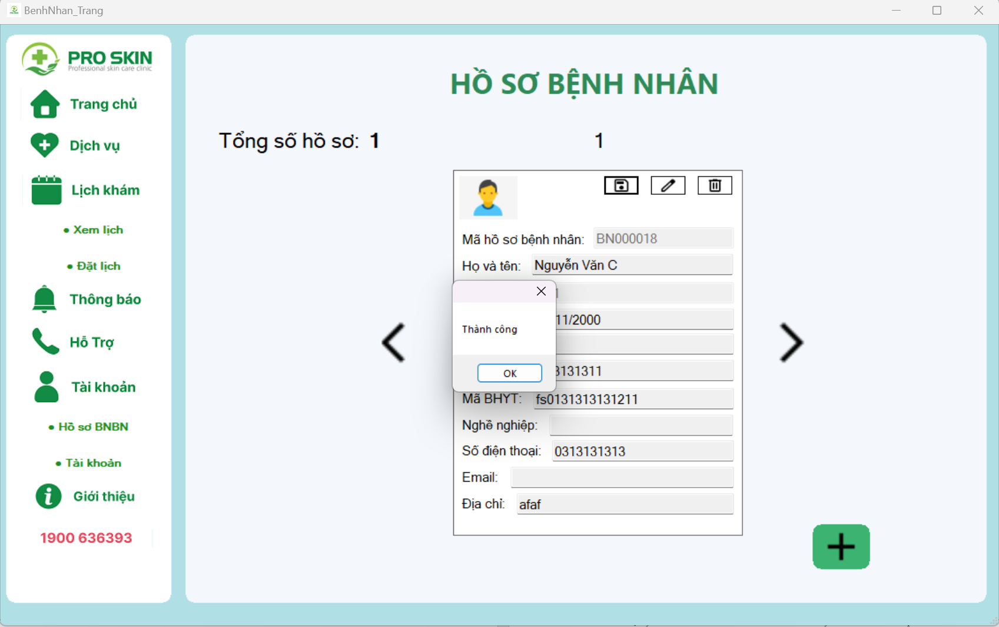 BenhNhan_Trang
PRO SKIN
Professional skin care clinic
Trang chủ
Dịch vụ
Lịch khám
• Xem lịch
• Đặt lịch
Thông báo
Hỗ Trợ
Tài khoản
• Hồ sơ BNBN
• Tài khoản
Giới thiệu
1900 636393
HỒ SƠ BỆNH NHÂN
Tổng số hồ sơ: 1
1
Mã hồ sơ bệnh nhân: BN000018
Họ và tên: Nguyễn Văn C
11/2000
3131311
Mã BHYT: fs0131313131211
Nghề nghiệp:
Số điện thoại: 0313131313
Email:
Địa chỉ: afaf
Thành công
OK